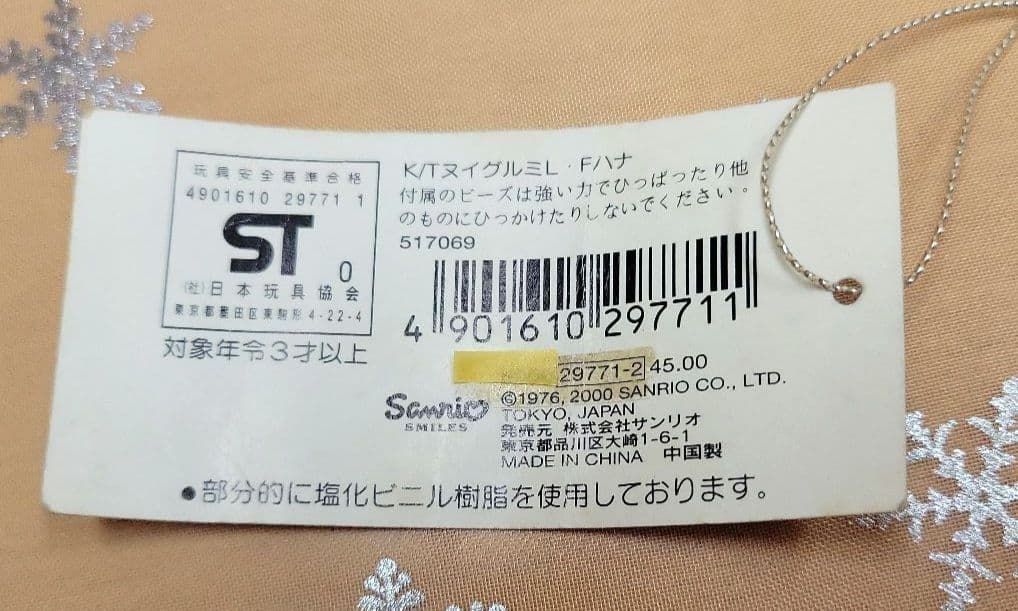 玩具安全基準合格
4901610 29771 1
ST 0
(社)日本玩具協会
東京都墨田区東駒形4-22-4
対象年令3才以上
K/TヌイグルミL・Fハナ
付属のビーズは強い力でひっぱったり他
のものにひっかけたりしないでください。
517069
4 901610 297711
29771-2 45.00
©1976, 2000 SANRIO CO., LTD.
TOKYO, JAPAN
発売元 株式会社サンリオ
東京都品川区大崎1-6-1
MADE IN CHINA 中国製
Sanrio
SMILES
●部分的に塩化ビニル樹脂を使用しております。